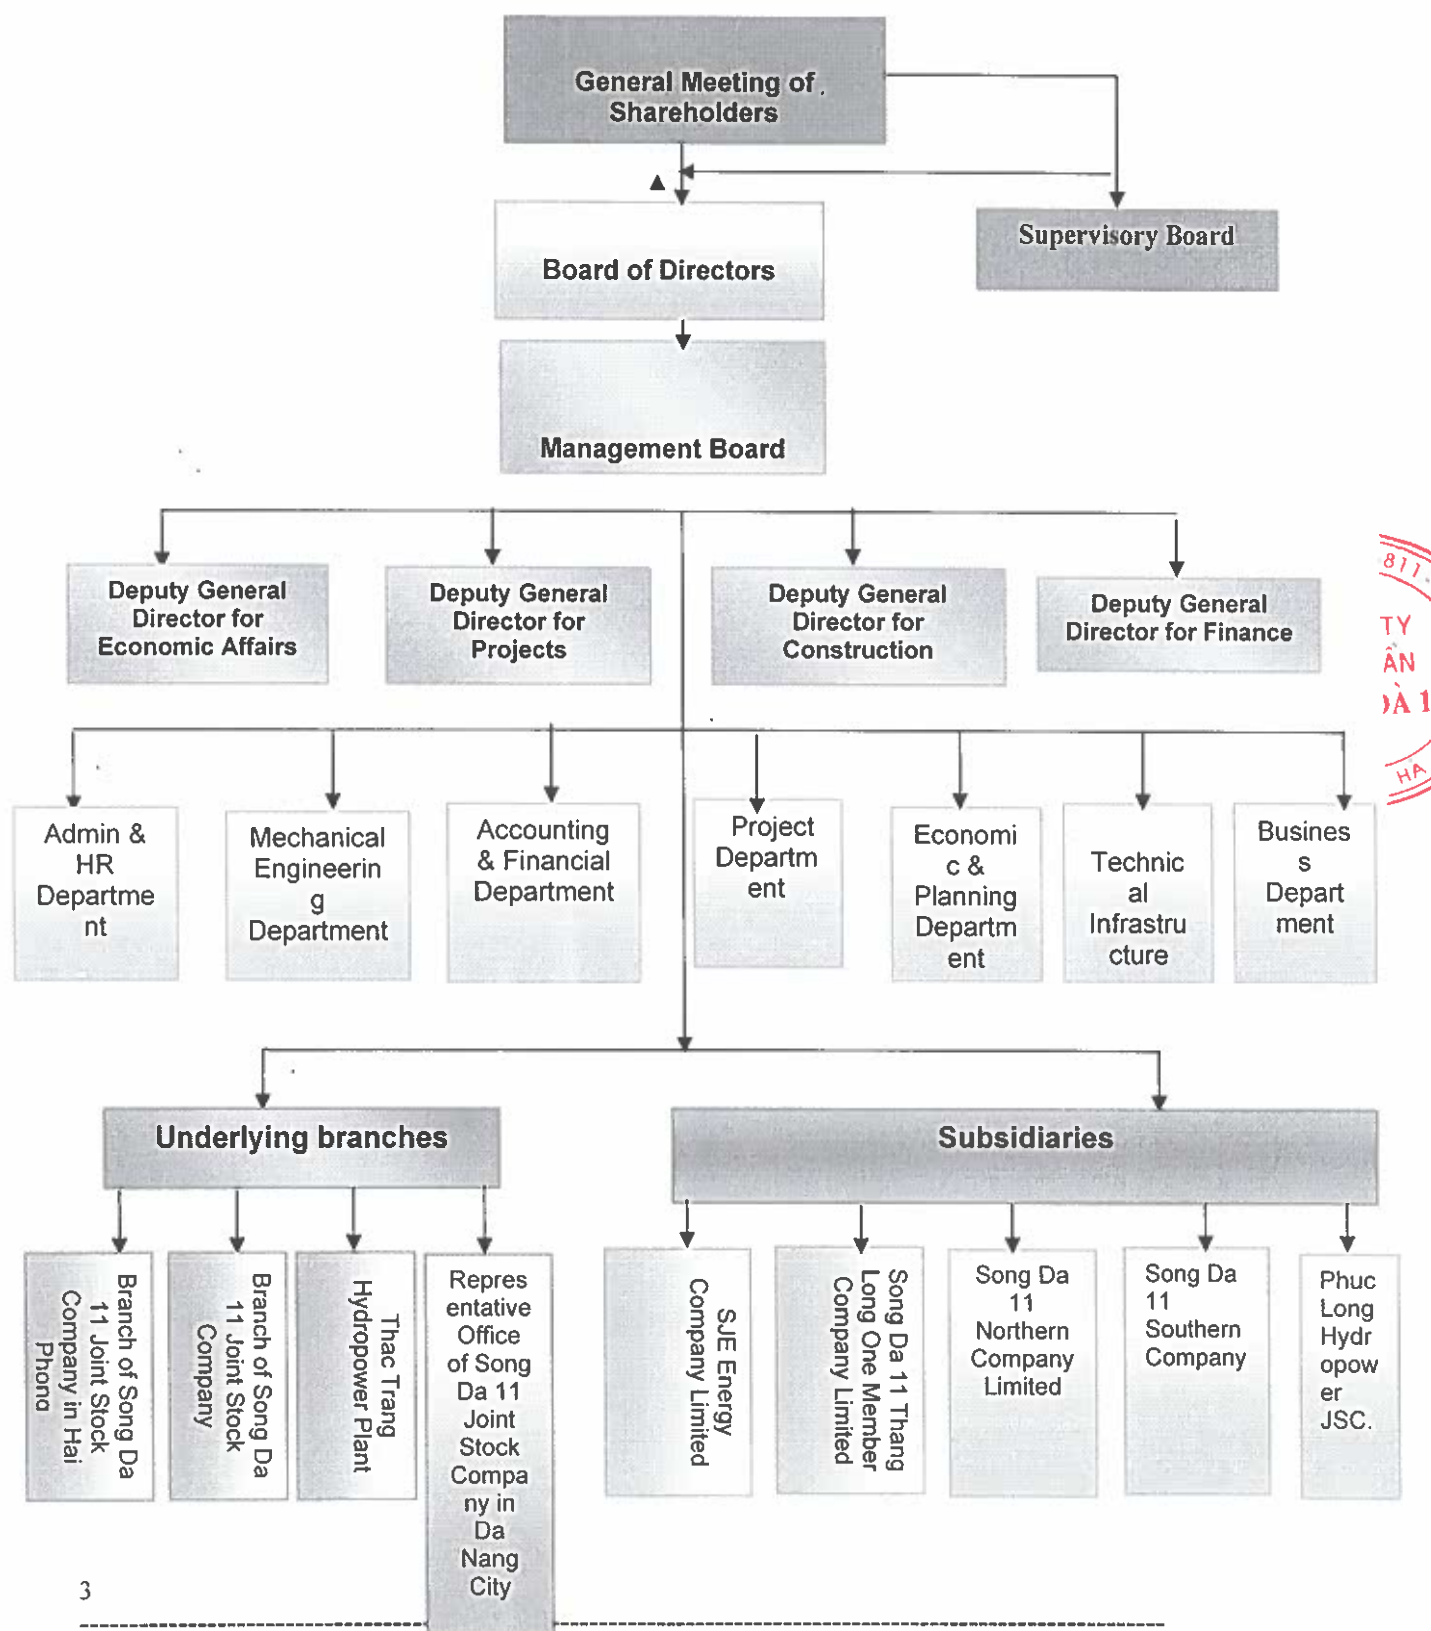 General Meeting of
Shareholders
Supervisory Board
Board of Directors
Management Board
Deputy General
Director for
Economic Affairs
Deputy General
Director for
Projects
Deputy General
Director for
Construction
Deputy General
Director for Finance
811-
TY
ÂN
ĐÀ 1
HA
Admin &
HR
Departme
nt
Mechanical
Engineerin
g
Department
Accounting
& Financial
Department
Project
Departm
ent
Economi
c &
Planning
Departm
ent
Technic
al
Infrastru
cture
Busines
s
Depart
ment
Underlying branches
Subsidiaries
Branch of Song Da
11 Joint Stock
Company in Hai
Phong
Branch of Song Da
11 Joint Stock
Company
Thac Trang
Hydropower Plant
Repres
entative
Office
of Song
Da 11
Joint
Stock
Compa
ny in
Da
Nang
City
SJE Energy
Company Limited
Song Da 11 Thang
Long One Member
Company Limited
Song Da
11
Northern
Company
Limited
Song Da
11
Southern
Company
Phuc
Long
Hydr
opow
er
JSC.
3